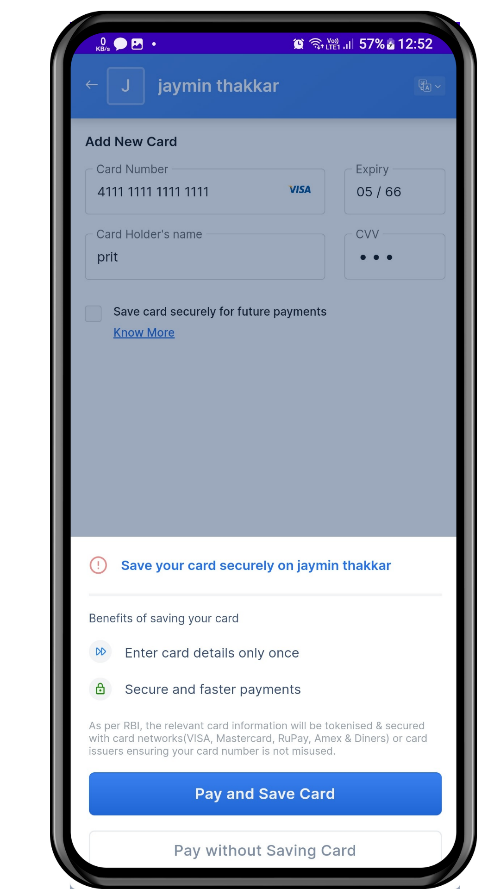 0
KB/s
Vo))
LTE1
57%
12:52
J
jaymin thakkar
Add New Card
Card Number
4111 1111 1111 1111
VISA
Expiry
05 / 66
Card Holder's name
prit
CVV
• • •
Save card securely for future payments
Know More
Save your card securely on jaymin thakkar
Benefits of saving your card
Enter card details only once
Secure and faster payments
As per RBI, the relevant card information will be tokenised & secured
with card networks(VISA, Mastercard, RuPay, Amex & Diners) or card
issuers ensuring your card number is not misused.
Pay and Save Card
Pay without Saving Card